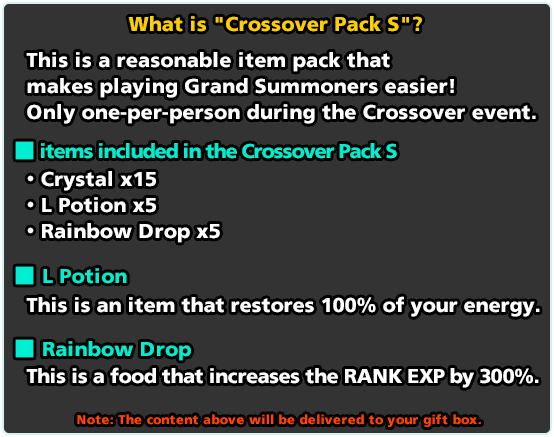 What is "Crossover Pack S"?
This is a reasonable item pack that
makes playing Grand Summoners easier!
Only one-per-person during the Crossover event.
■ items included in the Crossover Pack S
• Crystal x15
• L Potion x5
• Rainbow Drop x5
■ L Potion
This is an item that restores 100% of your energy.
■ Rainbow Drop
This is a food that increases the RANK EXP by 300%.
Note: The content above will be delivered to your gift box.